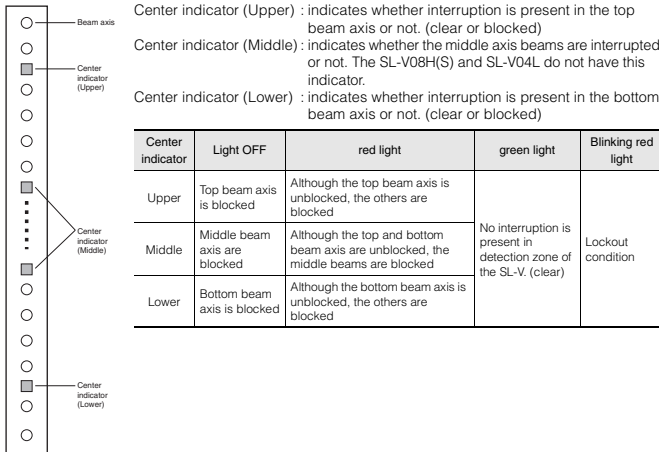 Beam axis
Center
indicator
(Upper)
Center
indicator
(Middle)
Center
indicator
(Lower)
Center indicator (Upper) : indicates whether interruption is present in the top
beam axis or not. (clear or blocked)
Center indicator (Middle) : indicates whether the middle axis beams are interrupted
or not. The SL-V08H(S) and SL-V04L do not have this
indicator.
Center indicator (Lower) : indicates whether interruption is present in the bottom
beam axis or not. (clear or blocked)
Center
indicator
Light OFF
red light
green light
Blinking red
light
Upper
Top beam axis
is blocked
Although the top beam axis is
unblocked, the others are
blocked
No interruption is
present in
detection zone of
the SL-V. (clear)
Lockout
condition
Middle
Middle beam
axis are
blocked
Although the top and bottom
beam axis are unblocked, the
middle beams are blocked
Lower
Bottom beam
axis is blocked
Although the bottom beam axis is
unblocked, the others are
blocked